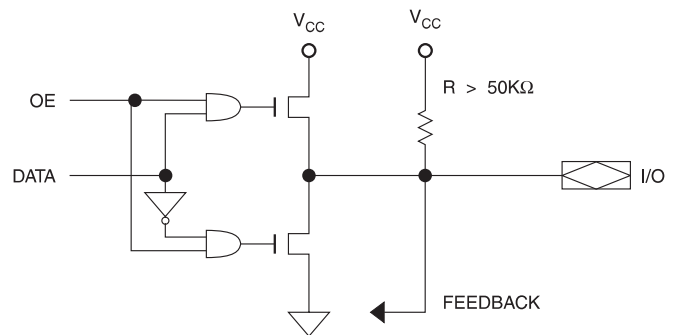 V_CC
V_CC
R > 50KΩ
OE
DATA
I/O
FEEDBACK